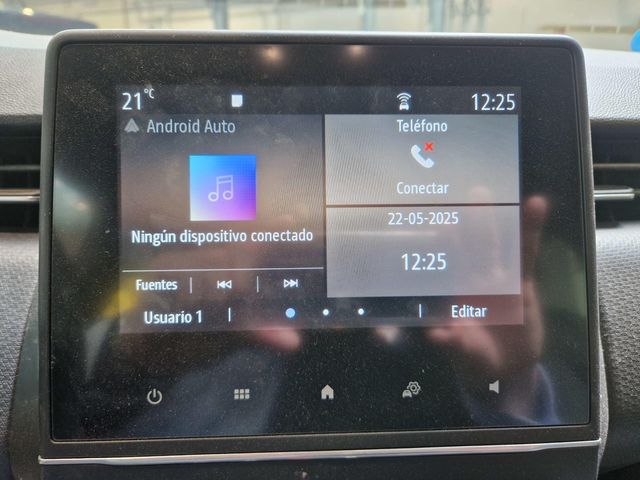 21°C
12:25
Android Auto
Ningún dispositivo conectado
Fuentes
Teléfono
Conectar
22-05-2025
12:25
Usuario 1
Editar